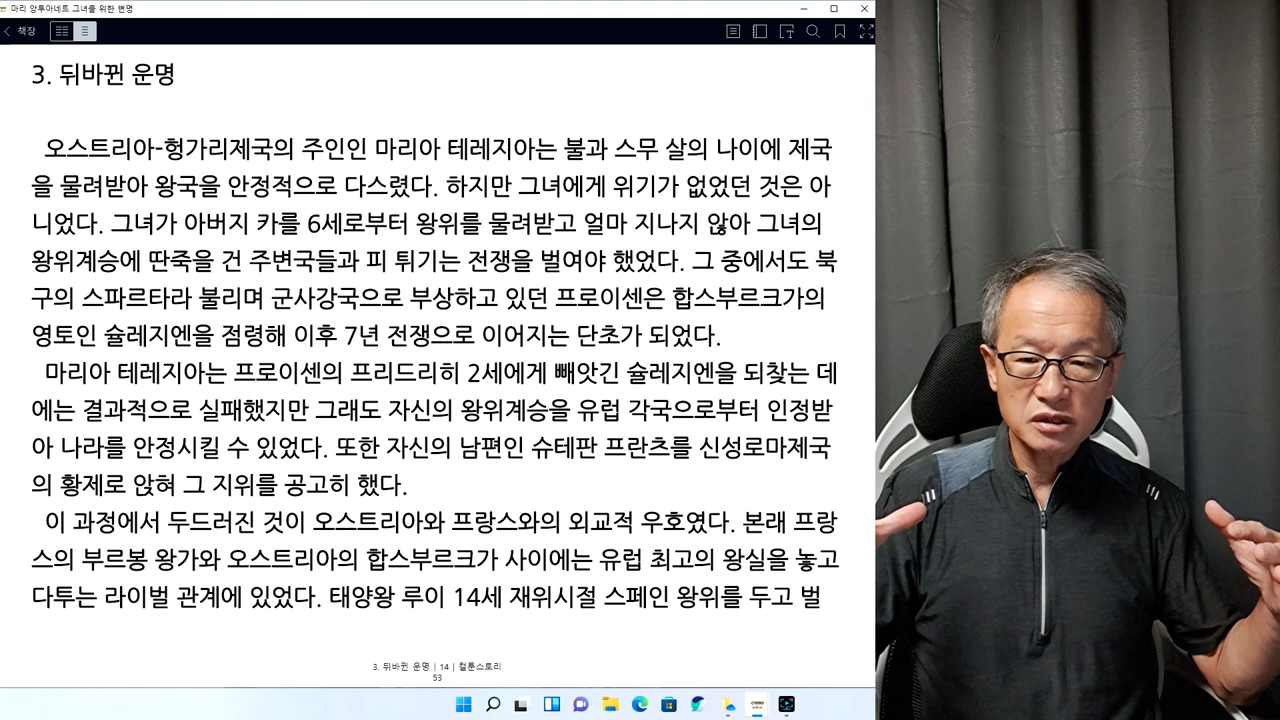 마리 앙투아네트 그녀를 위한 변명
책장
3. 뒤바뀐 운명
오스트리아-헝가리제국의 주인인 마리아 테레지아는 불과 스무 살의 나이에 제국
을 물려받아 왕국을 안정적으로 다스렸다. 하지만 그녀에게 위기가 없었던 것은 아
니었다. 그녀가 아버지 카를 6세로부터 왕위를 물려받고 얼마 지나지 않아 그녀의
왕위계승에 딴죽을 건 주변국들과 피 튀기는 전쟁을 벌여야 했었다. 그 중에서도 북
구의 스파르타라 불리며 군사강국으로 부상하고 있던 프로이센은 합스부르크가의
영토인 슐레지엔을 점령해 이후 7년 전쟁으로 이어지는 단초가 되었다.
마리아 테레지아는 프로이센의 프리드리히 2세에게 빼앗긴 슐레지엔을 되찾는 데
에는 결과적으로 실패했지만 그래도 자신의 왕위계승을 유럽 각국으로부터 인정받
아 나라를 안정시킬 수 있었다. 또한 자신의 남편인 슈테판 프란츠를 신성로마제국
의 황제로 앉혀 그 지위를 공고히 했다.
이 과정에서 두드러진 것이 오스트리아와 프랑스와의 외교적 우호였다. 본래 프랑
스의 부르봉 왕가와 오스트리아의 합스부르크가 사이에는 유럽 최고의 왕실을 놓고
다투는 라이벌 관계에 있었다. 태양왕 루이 14세 재위시절 스페인 왕위를 두고 벌
3. 뒤바뀐 운명 | 14 | 컬툰스토리
53